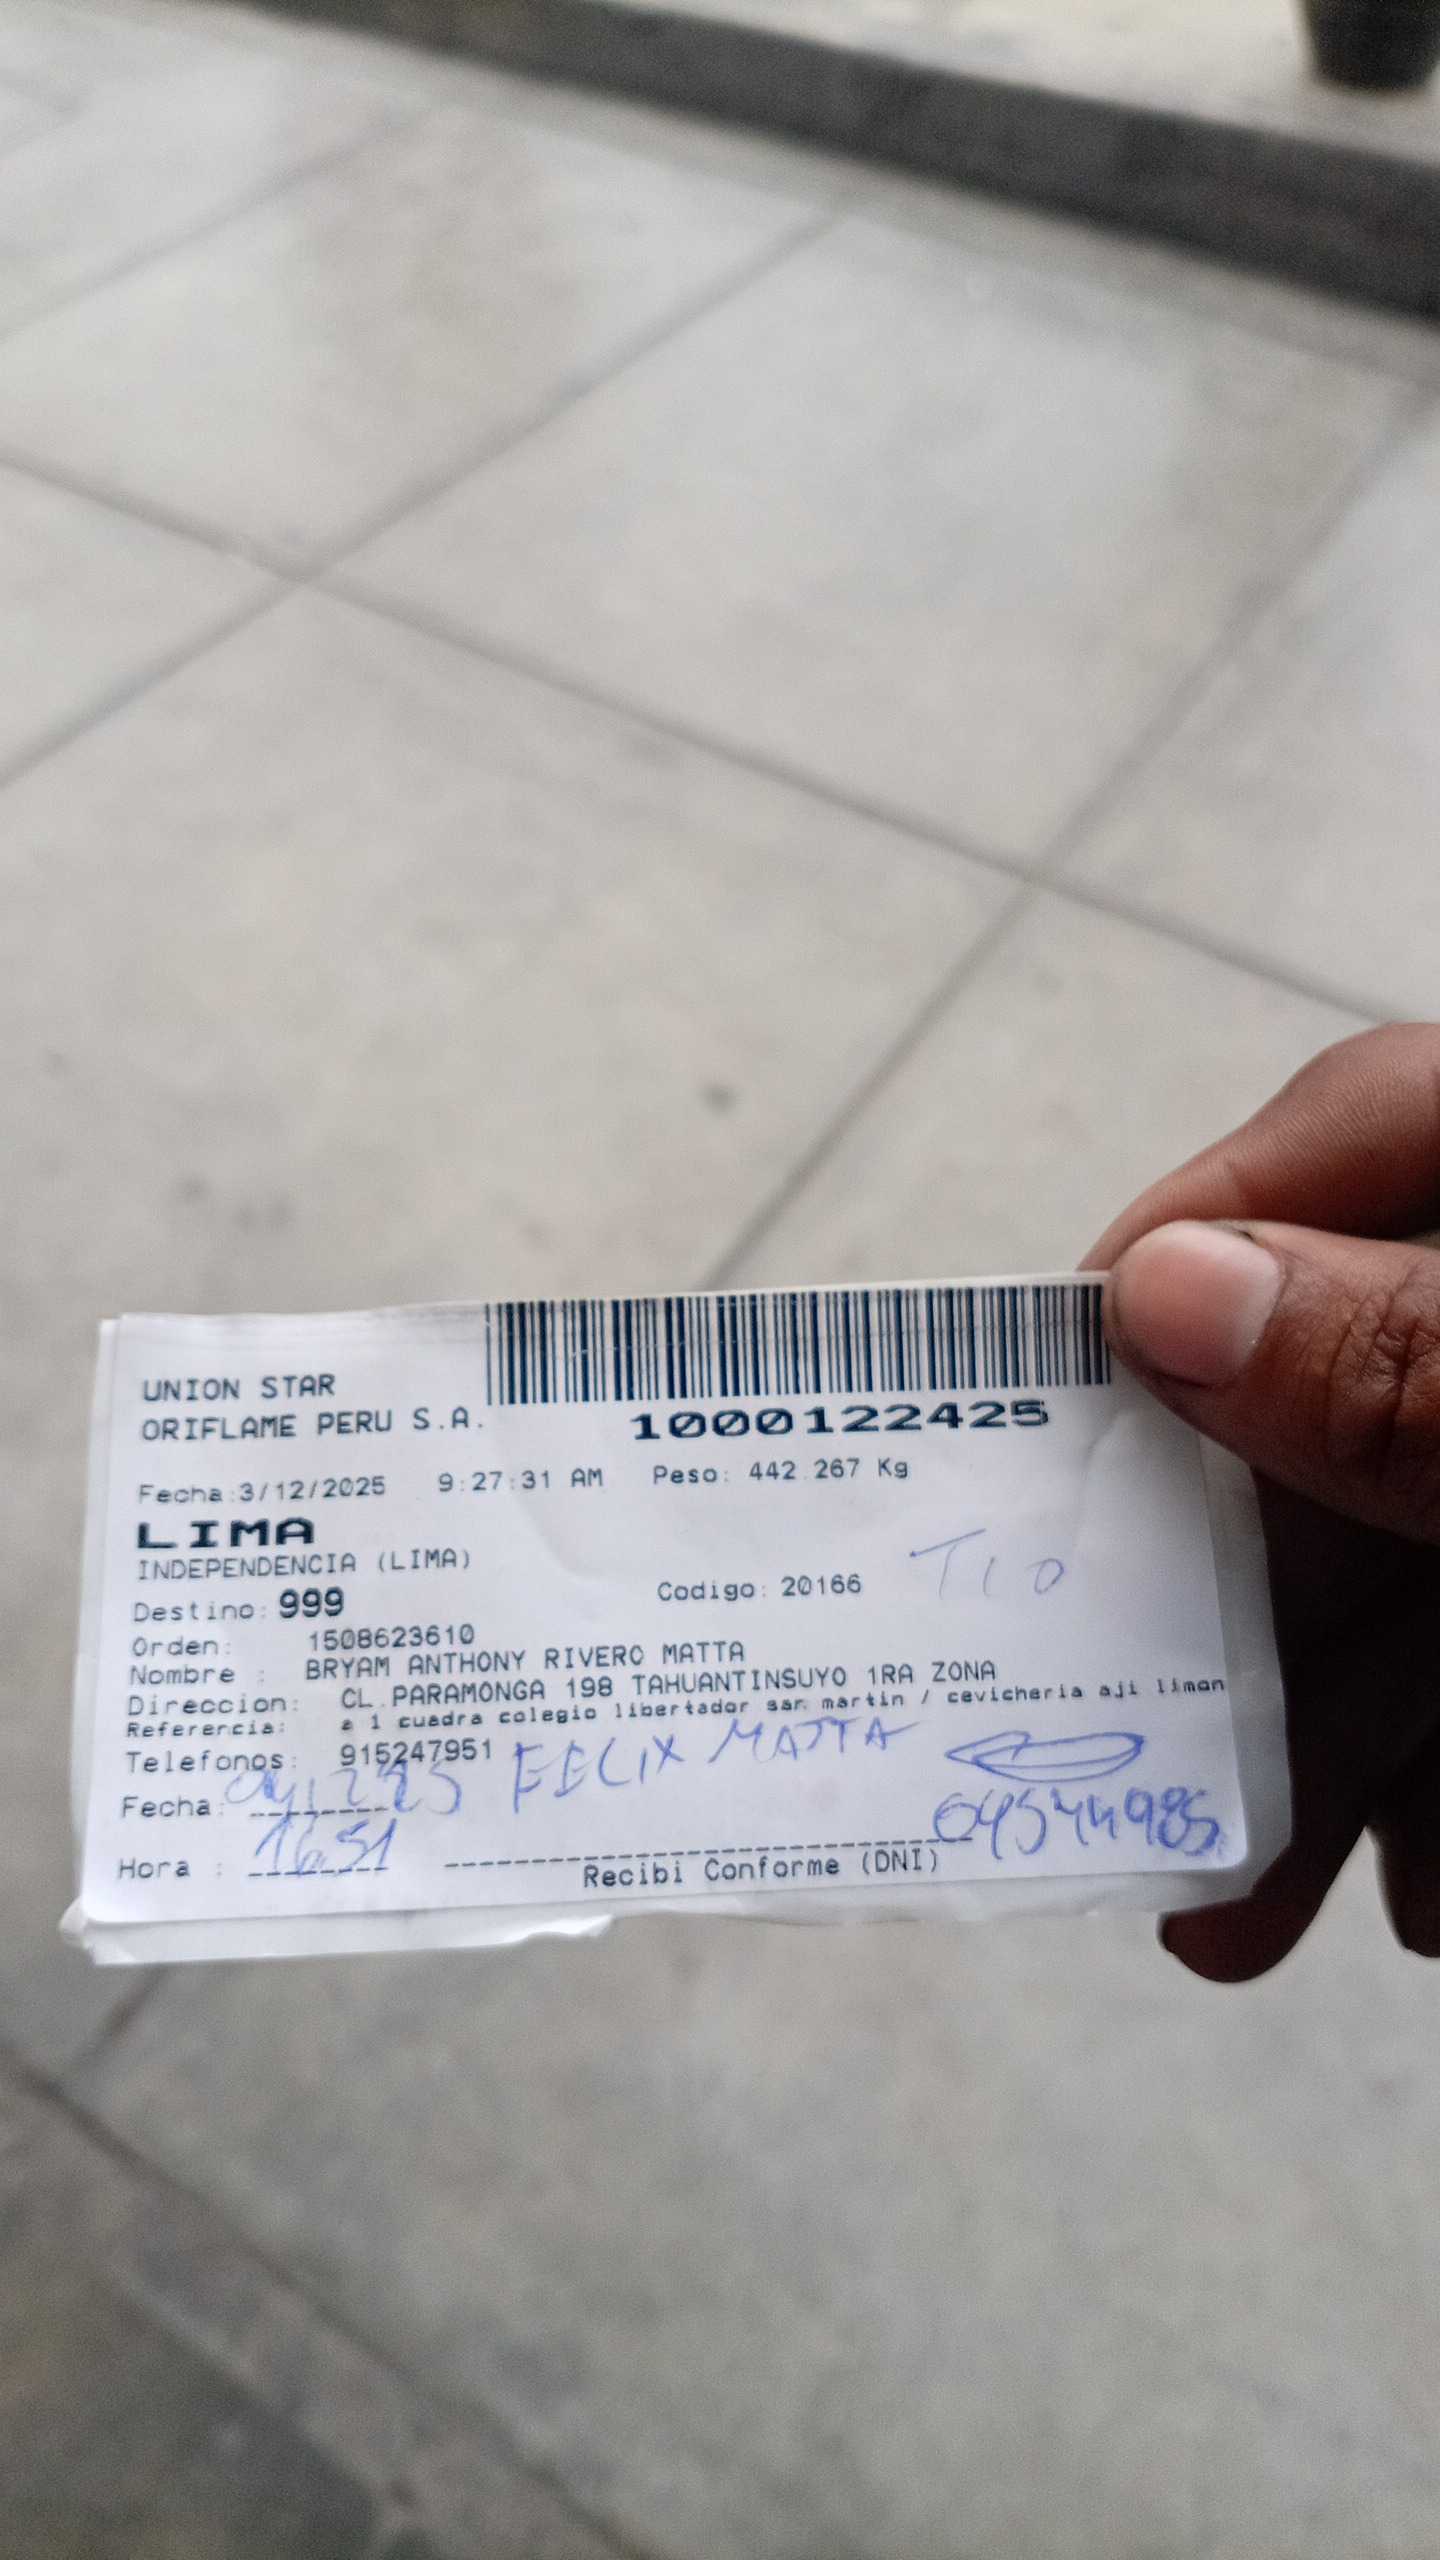 UNION STAR
ORIFLAME PERU S.A.
1000122425
Fecha:3/12/2025 9:27:31 AM Peso: 442.267 Kg
LIMA
INDEPENDENCIA (LIMA)
Destino: 999 Codigo: 20166 TIO
Orden: 1508623610
Nombre : BRYAM ANTHONY RIVERO MATTA
Direccion: CL.PARAMONGA 198 TAHUANTINSUYO 1RA ZONA
Referencia: a 1 cuadra colegio libertador san martin / cevicheria aji limon
Telefonos: 915247951 FELIX MATTA
Fecha:
Hora : 16:51 04544985
Recibi Conforme (DNI)